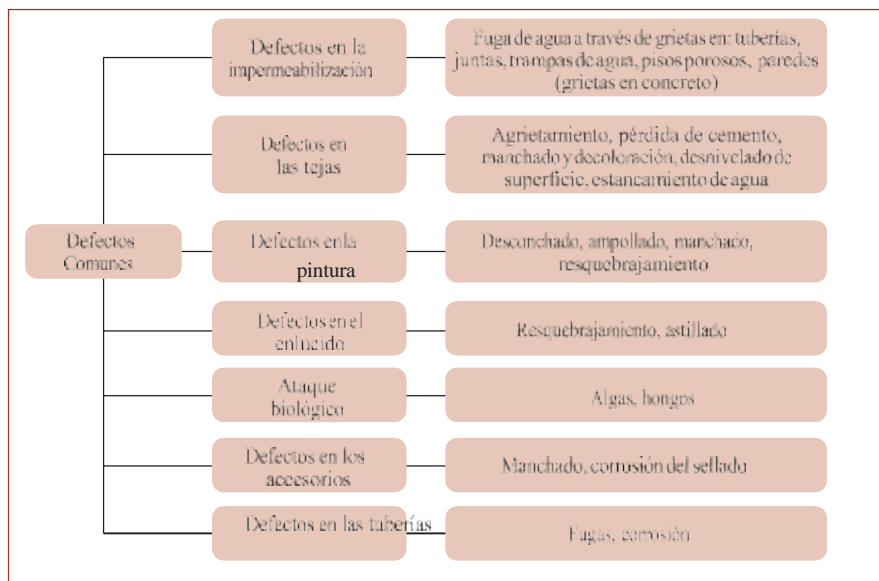 Defectos
Comunes
Defectos en la
impermeabilización
Fuga de agua a través de grietas en: tuberías,
juntas, trampas de agua, pisos porosos, paredes
(grietas en concreto)
Defectos en
las tejas
Agrietamiento, pérdida de cemento,
manchado y decoloración, desnivelado de
superficie, estancamiento de agua
Defectos en la
pintura
Desconchado, ampollado, manchado,
resquebrajamiento
Defectos en el
enlucido
Resquebrajamiento, astillado
Ataque
biológico
Algas, hongos
Defectos en los
accesorios
Manchado, corrosión del sellado
Defectos en las tuberías
Fugas, corrosión